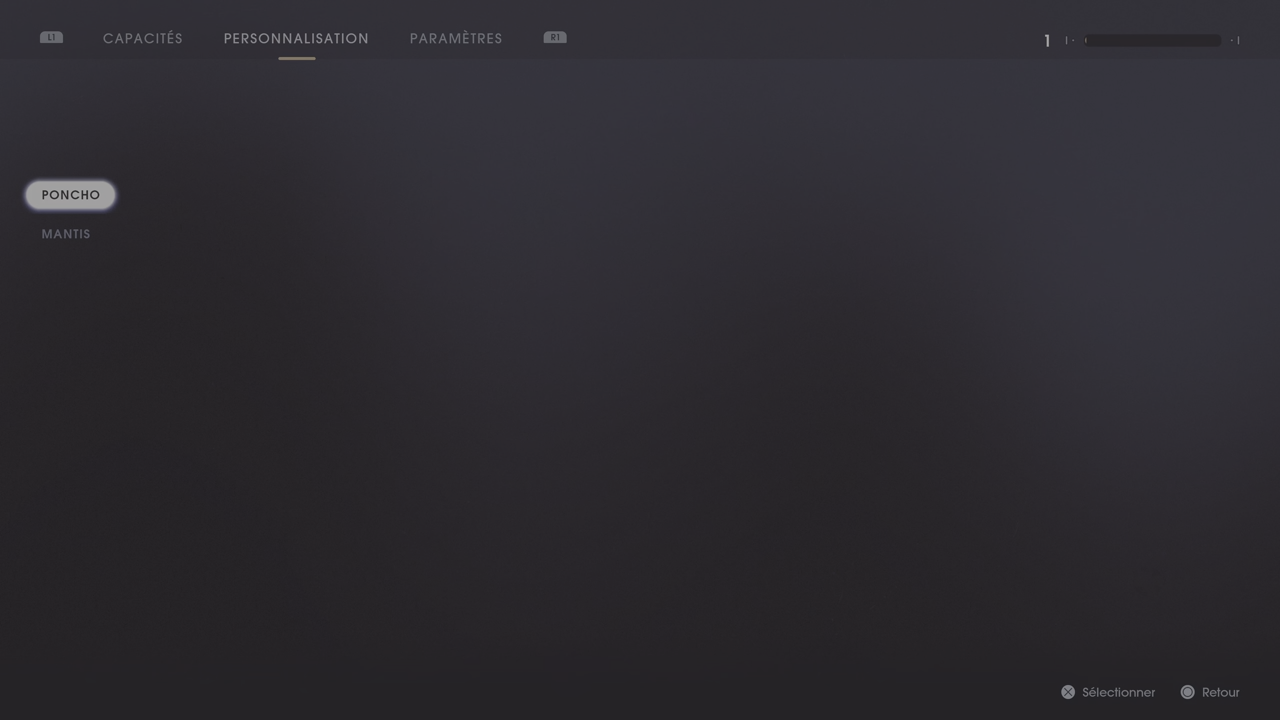 L1 CAPACITÉS PERSONNALISATION PARAMÈTRES R1 1
PONCHO
MANTIS
Sélectionner Retour